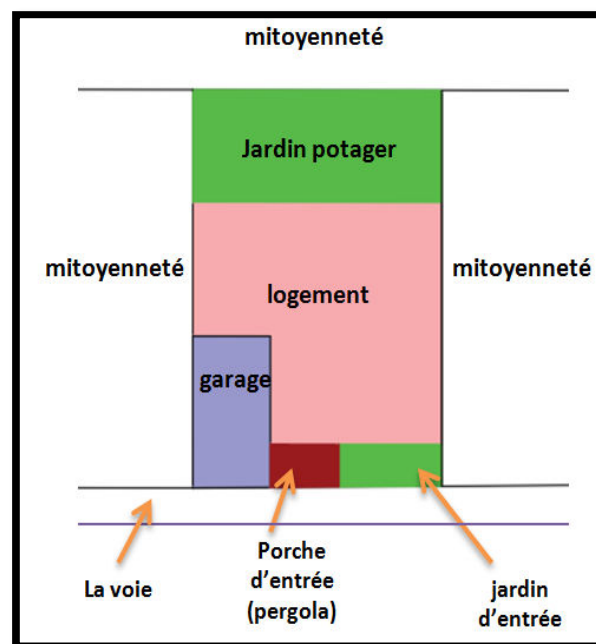 mitoyenneté
Jardin potager
mitoyenneté
mitoyenneté
logement
garage
La voie
Porche
d’entrée
(pergola)
jardin
d’entrée